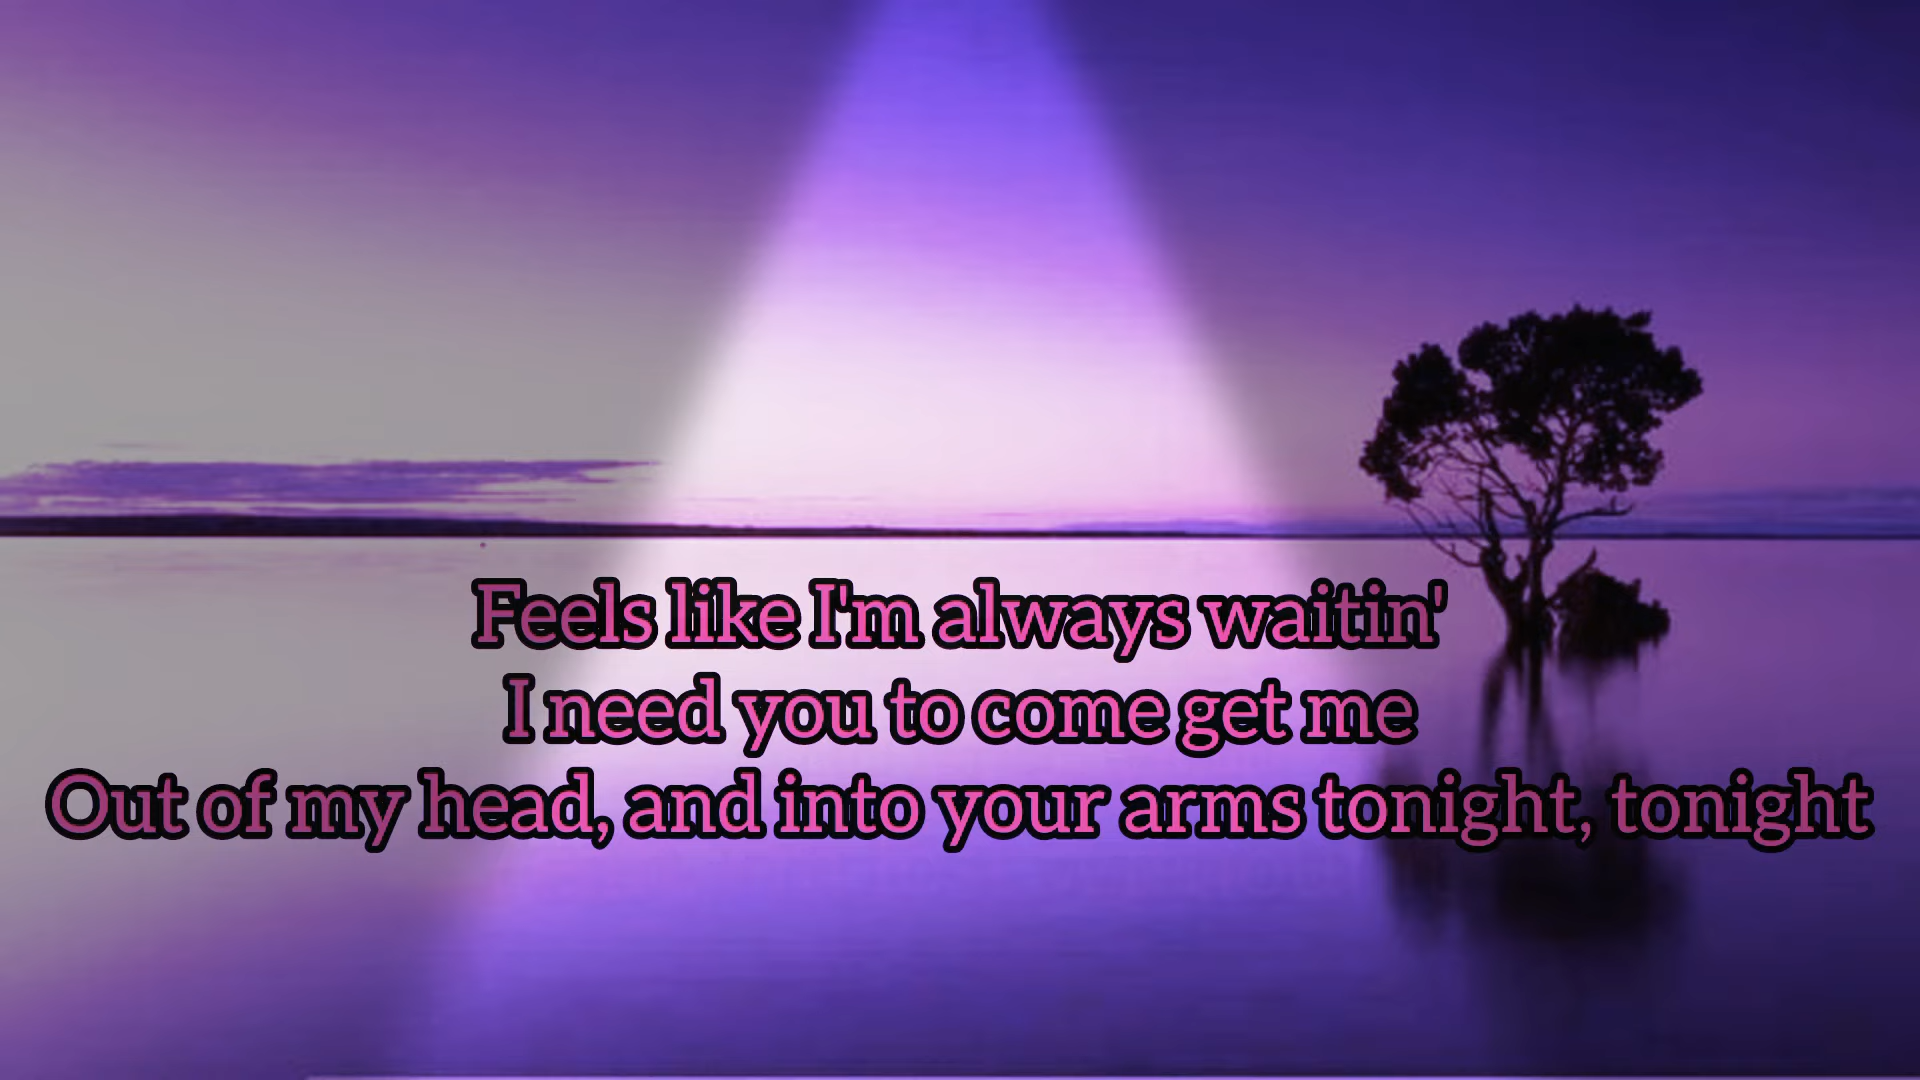 Feels like I'm always waitin'
I need you to come get me
Out of my head, and into your arms tonight, tonight